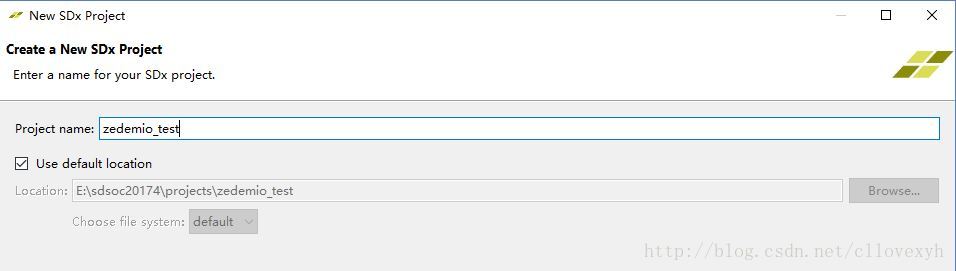 New SDx Project
Create a New SDx Project
Enter a name for your SDx project.
Project name: zedemio_test
Use default location
Location: E:\sdsoc20174\projects\zedemio_test Browse...
Choose file system: default
http://blog.csdn.net/cllovexyh